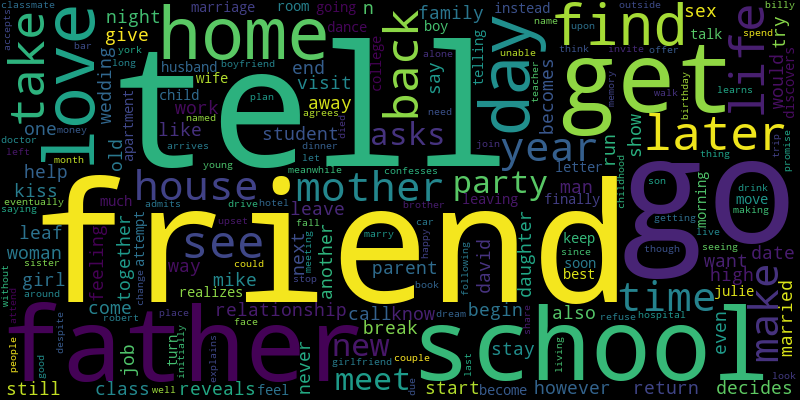 classmate
accepts
take
love
night
give
marriage
room
going
n
home
dance
husband
boyfriend
wedding
wife
child
plan
work
named
agrees
apartment
arrives
old
one
money
like
young
doctor
left
month
help
saying
kiss
eventually
much
admits
tell
end
visit
died
away
student
dinner
let
meanwhile
confesses
college
back
boy
family
say
alone
telling
need
asks
join
instead
name
sex
unable
day
teacher
becomes
year
letter
find
upon
think
invite
offer
talk
get
show
memory
run
walk
birthday
outside
life
spend
billy
try
would
discovers
learns
later
thing
trip
promise
house
mother
party
leaving
man
finally
childhood
son
morning
drink
move
making
getting
live
go
friend
leaf
woman
sister
girl
around
without
feeling
together
attempt
change
come
robert
see
way
mike
realizes
drive
hotel
upset
could
leave
brother
fall
next
meeting
stop
another
marry
car
happy
parent
book
following
david
daughter
keep
since
soon
best
though
seeing
want
date
high
julie
time
make
married
father
people
good
despite
place
job
turn
initially
explains
relationship
face
new
call
know
dream
break
girlfriend
couple
begin
stay
last
share
school
also
refuse
hospital
living
even
still
class
well
reveals
feel
never
meet
due
start
become
however
return
decides
look
bar
york
long